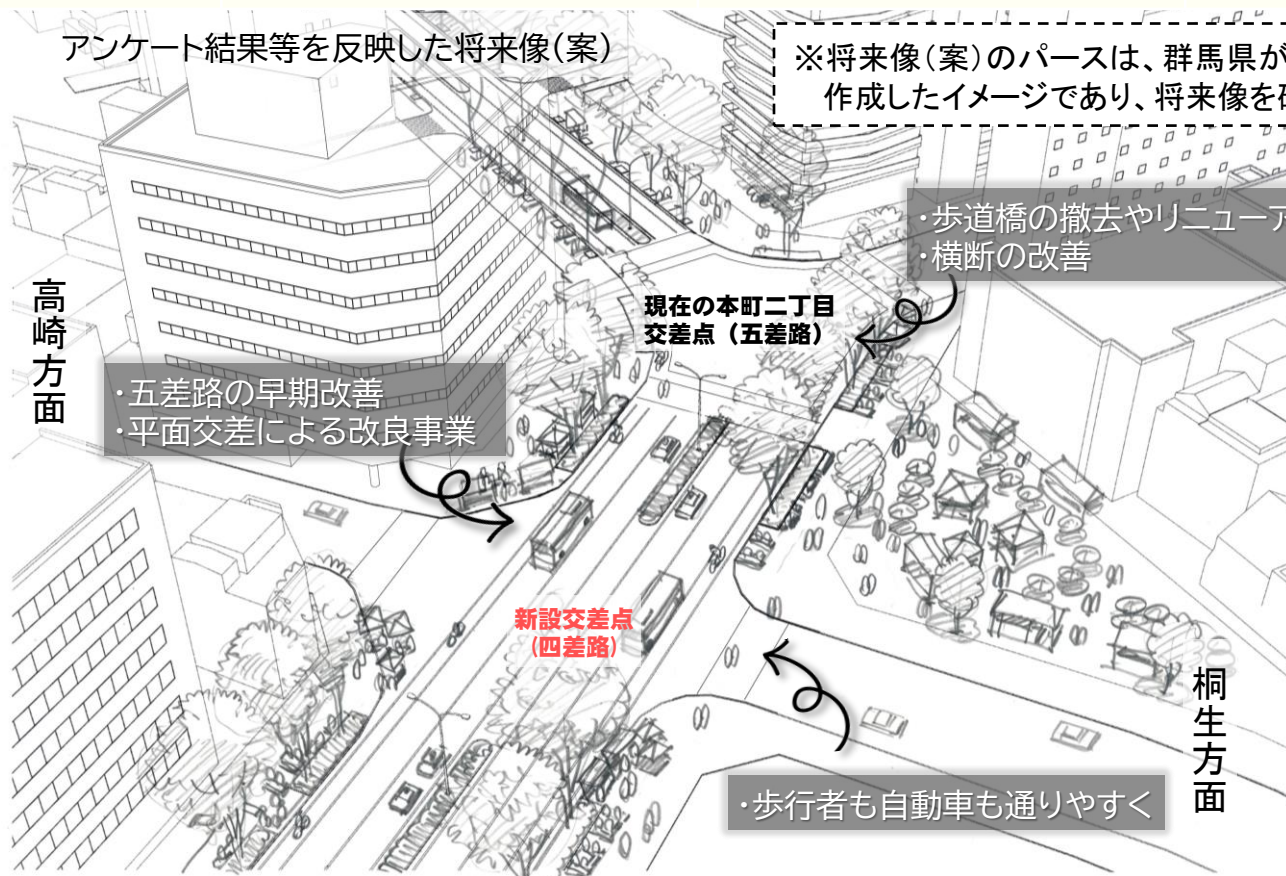 アンケート結果等を反映した将来像(案)
※将来像(案)のパースは、群馬県が
作成したイメージであり、将来像を
・歩道橋の撤去やリニューア
・横断の改善
現在の本町二丁目
交差点（五差路）
高崎方面
・五差路の早期改善
・平面交差による改良事業
新設交差点
(四差路)
桐生方面
・歩行者も自動車も通りやすく